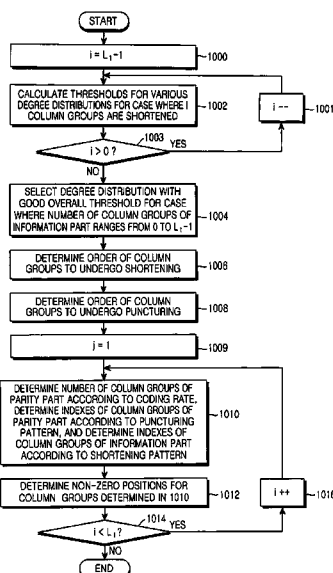 START
i = L₁-1
1000
CALCULATE THRESHOLDS FOR VARIOUS
DEGREE DISTRIBUTIONS FOR CASE WHERE I
COLUMN GROUPS ARE SHORTENED
1002
i --
1001
1003
i > 0 ?
YES
NO
SELECT DEGREE DISTRIBUTION WITH
GOOD OVERALL THRESHOLD FOR CASE
WHERE NUMBER OF COLUMN GROUPS OF
INFORMATION PART RANGES FROM 0 TO L₁-1
1004
DETERMINE ORDER OF COLUMN
GROUPS TO UNDERGO SHORTENING
1006
DETERMINE ORDER OF COLUMN
GROUPS TO UNDERGO PUNCTURING
1008
j = 1
1009
DETERMINE NUMBER OF COLUMN GROUPS OF
PARITY PART ACCORDING TO CODING RATE,
DETERMINE INDEXES OF COLUMN GROUPS OF
PARITY PART ACCORDING TO PUNCTURING
PATTERN, AND DETERMINE INDEXES OF
COLUMN GROUPS OF INFORMATION PART
ACCORDING TO SHORTENING PATTERN
1010
DETERMINE NON-ZERO POSITIONS FOR
COLUMN GROUPS DETERMINED IN 1010
1012
i ++
1016
1014
i < L₁?
YES
NO
END